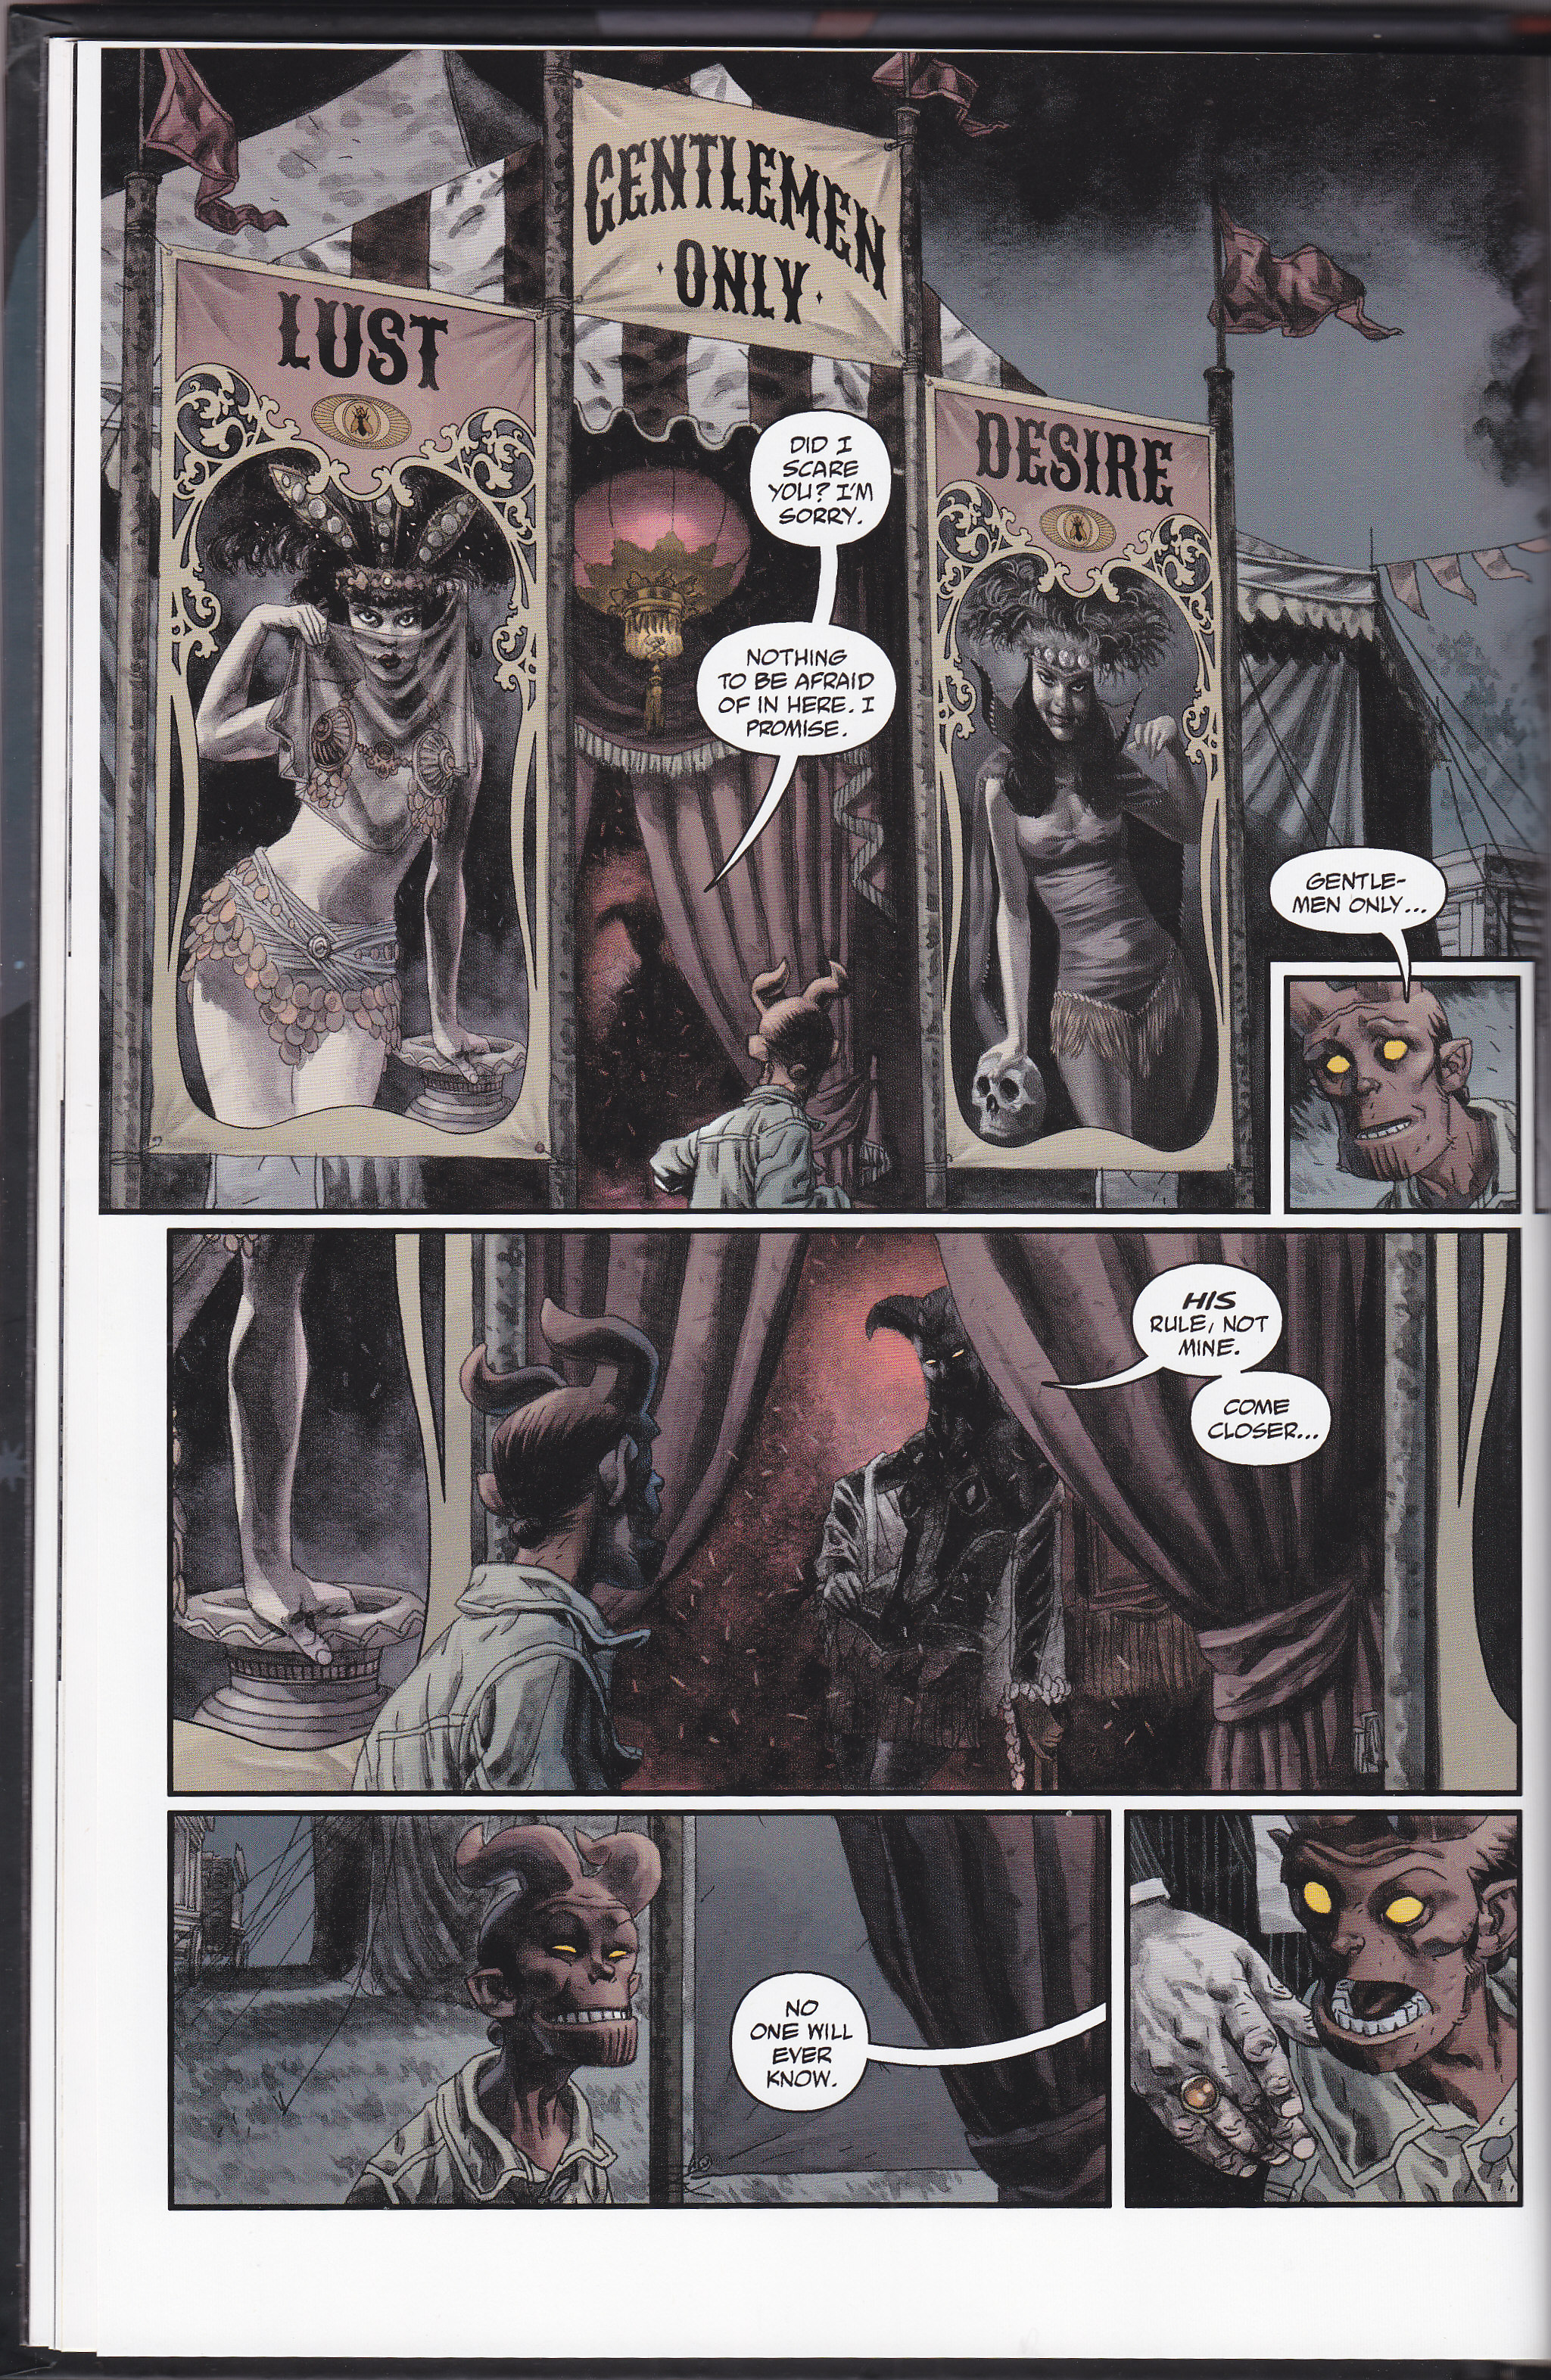 GENTLEMEN
ONLY
LUST
DESIRE
DID I
SCARE
YOU? I'M
SORRY.
NOTHING
TO BE AFRAID
OF IN HERE. I
PROMISE.
GENTLE-
MEN ONLY...
HIS
RULE, NOT
MINE.
COME
CLOSER...
NO
ONE WILL
EVER
KNOW.